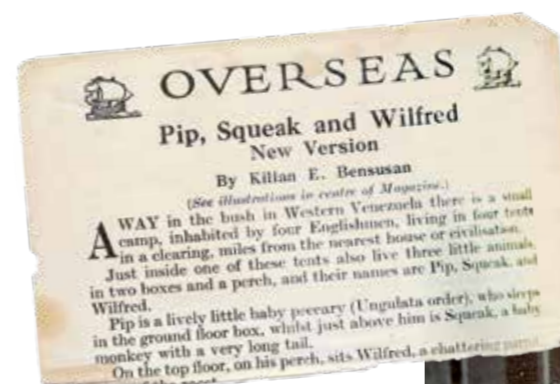 OVERSEAS
Pip, Squeak and Wilfred
New Version
By Kilian E. Bensusan
(See illustrations in centre of Magazine.)
AWAY in the bush in Western Venezuela there is a small
camp, inhabited by four Englishmen, living in four tents
in a clearing, miles from the nearest house or civilisation.
Just inside one of these tents also live three little animals,
in two boxes and a perch, and their names are Pip, Squeak, and
Wilfred.
Pip is a lively little baby peccary (Ungulata order), who sleeps
in the ground floor box, whilst just above him is Squeak, a baby
monkey with a very long tail.
On the top floor, on his perch, sits Wilfred, a chattering